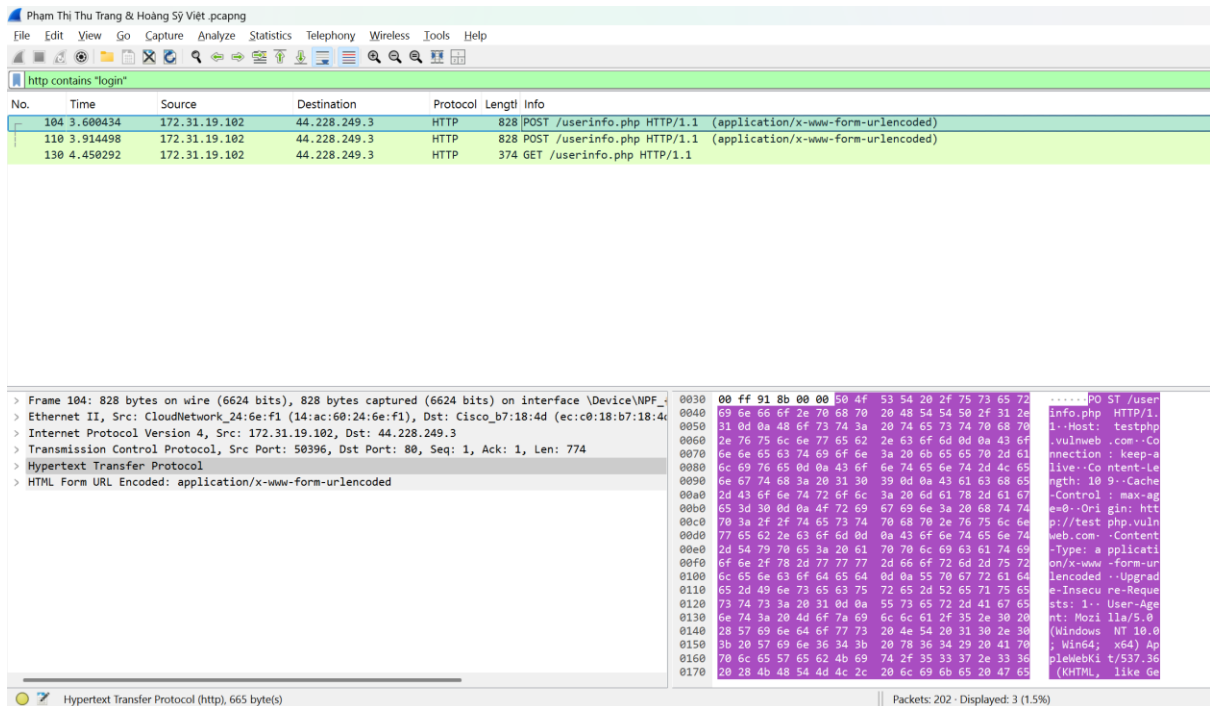 Phạm Thị Thu Trang & Hoàng Sỹ Việt .pcapng
File Edit View Go Capture Analyze Statistics Telephony Wireless Tools Help
http contains "login"
No. Time Source Destination Protocol Length Info
104 3.600434 172.31.19.102 44.228.249.3 HTTP 828 POST /userinfo.php HTTP/1.1 (application/x-www-form-urlencoded)
110 3.914498 172.31.19.102 44.228.249.3 HTTP 828 POST /userinfo.php HTTP/1.1 (application/x-www-form-urlencoded)
130 4.450292 172.31.19.102 44.228.249.3 HTTP 374 GET /userinfo.php HTTP/1.1
> Frame 104: 828 bytes on wire (6624 bits), 828 bytes captured (6624 bits) on interface \Device\NPF_
> Ethernet II, Src: CloudNetwork_24:6e:f1 (14:ac:60:24:6e:f1), Dst: Cisco_b7:18:4d (ec:c0:18:b7:18:4d
> Internet Protocol Version 4, Src: 172.31.19.102, Dst: 44.228.249.3
> Transmission Control Protocol, Src Port: 50396, Dst Port: 80, Seq: 1, Ack: 1, Len: 774
> Hypertext Transfer Protocol
> HTML Form URL Encoded: application/x-www-form-urlencoded
0030 00 ff 91 8b 00 00 50 4f 53 54 20 2f 75 73 65 72 ······PO ST /user
0040 69 6e 66 6f 2e 70 68 70 20 48 54 54 50 2f 31 2e info.php HTTP/1.
0050 31 0d 0a 48 6f 73 74 3a 20 74 65 73 74 70 68 70 1··Host: testphp
0060 2e 76 75 6c 6e 77 65 62 2e 63 6f 6d 0d 0a 43 6f .vulnweb .com··Co
0070 6e 6e 65 63 74 69 6f 6e 3a 20 6b 65 65 70 2d 61 nnection : keep-a
0080 6c 69 76 65 0d 0a 43 6f 6e 74 65 6e 74 2d 4c 65 live··Co ntent-Le
0090 6e 67 74 68 3a 20 31 30 39 0d 0a 43 61 63 68 65 ngth: 10 9··Cache
00a0 2d 43 6f 6e 74 72 6f 6c 3a 20 6d 61 78 2d 61 67 -Control : max-ag
00b0 65 3d 30 0d 0a 4f 72 69 67 69 6e 3a 20 68 74 74 e=0··Ori gin: htt
00c0 70 3a 2f 2f 74 65 73 74 70 68 70 2e 76 75 6c 6e p://test php.vuln
00d0 77 65 62 2e 63 6f 6d 0d 0a 43 6f 6e 74 65 6e 74 web.com· ·Content
00e0 2d 54 79 70 65 3a 20 61 70 70 6c 69 63 61 74 69 -Type: a pplicati
00f0 6f 6e 2f 78 2d 77 77 77 2d 66 6f 72 6d 2d 75 72 on/x-www -form-ur
0100 6c 65 6e 63 6f 64 65 64 0d 0a 55 70 67 72 61 64 lencoded ··Upgrad
0110 65 2d 49 6e 73 65 63 75 72 65 2d 52 65 71 75 65 e-Insecu re-Reque
0120 73 74 73 3a 20 31 0d 0a 55 73 65 72 2d 41 67 65 sts: 1·· User-Age
0130 6e 74 3a 20 4d 6f 7a 69 6c 6c 61 2f 35 2e 30 20 nt: Mozi lla/5.0
0140 28 57 69 6e 64 6f 77 73 20 4e 54 20 31 30 2e 30 (Windows NT 10.0
0150 3b 20 57 69 6e 36 34 3b 20 78 36 34 29 20 41 70 ; Win64; x64) Ap
0160 70 6c 65 57 65 62 4b 69 74 2f 35 33 37 2e 33 36 pleWebKi t/537.36
0170 20 28 4b 48 54 4d 4c 2c 20 6c 69 6b 65 20 47 65 (KHTML, like Ge
Hypertext Transfer Protocol (http), 665 byte(s) Packets: 202 · Displayed: 3 (1.5%)